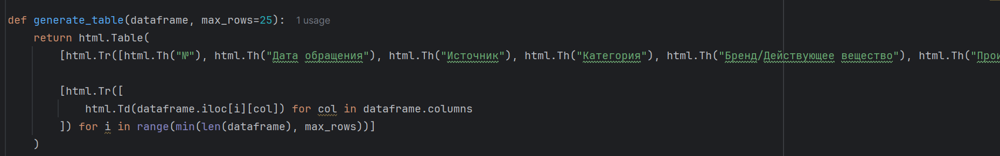 def generate_table(dataframe, max_rows=25): 1 usage
return html.Table(
[html.Tr([html.Th("№"), html.Th("Дата обращения"), html.Th("Источник"), html.Th("Категория"), html.Th("Бренд/Действующее вещество"), html.Th("Прои
[html.Tr([
html.Td(dataframe.iloc[i][col]) for col in dataframe.columns
]) for i in range(min(len(dataframe), max_rows))]
)